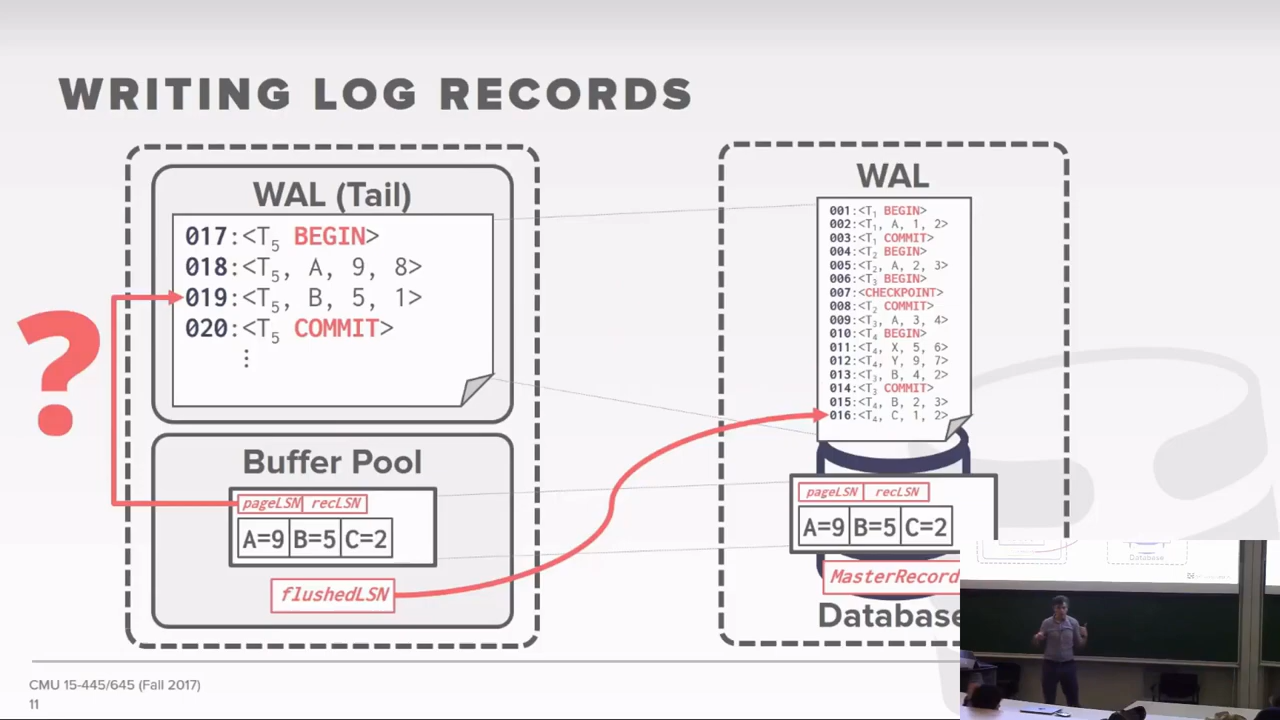 WRITING LOG RECORDS
WAL (Tail)
017:<T5 BEGIN>
018:<T5, A, 9, 8>
019:<T5, B, 5, 1>
020:<T5 COMMIT>
⋮
?
Buffer Pool
pageLSN recLSN
A=9 B=5 C=2
flushedLSN
WAL
001:<T1 BEGIN>
002:<T1, A, 1, 2>
003:<T1 COMMIT>
004:<T2 BEGIN>
005:<T2, A, 2, 3>
006:<T3 BEGIN>
007:<CHECKPOINT>
008:<T2 COMMIT>
009:<T3, A, 3, 4>
010:<T4 BEGIN>
011:<T4, X, 5, 6>
012:<T4, Y, 9, 7>
013:<T3, B, 4, 2>
014:<T3 COMMIT>
015:<T4, B, 2, 3>
016:<T4, C, 1, 2>
pageLSN recLSN
A=9 B=5 C=2
MasterRecord
Database
CMU 15-445/645 (Fall 2017)
11
Database